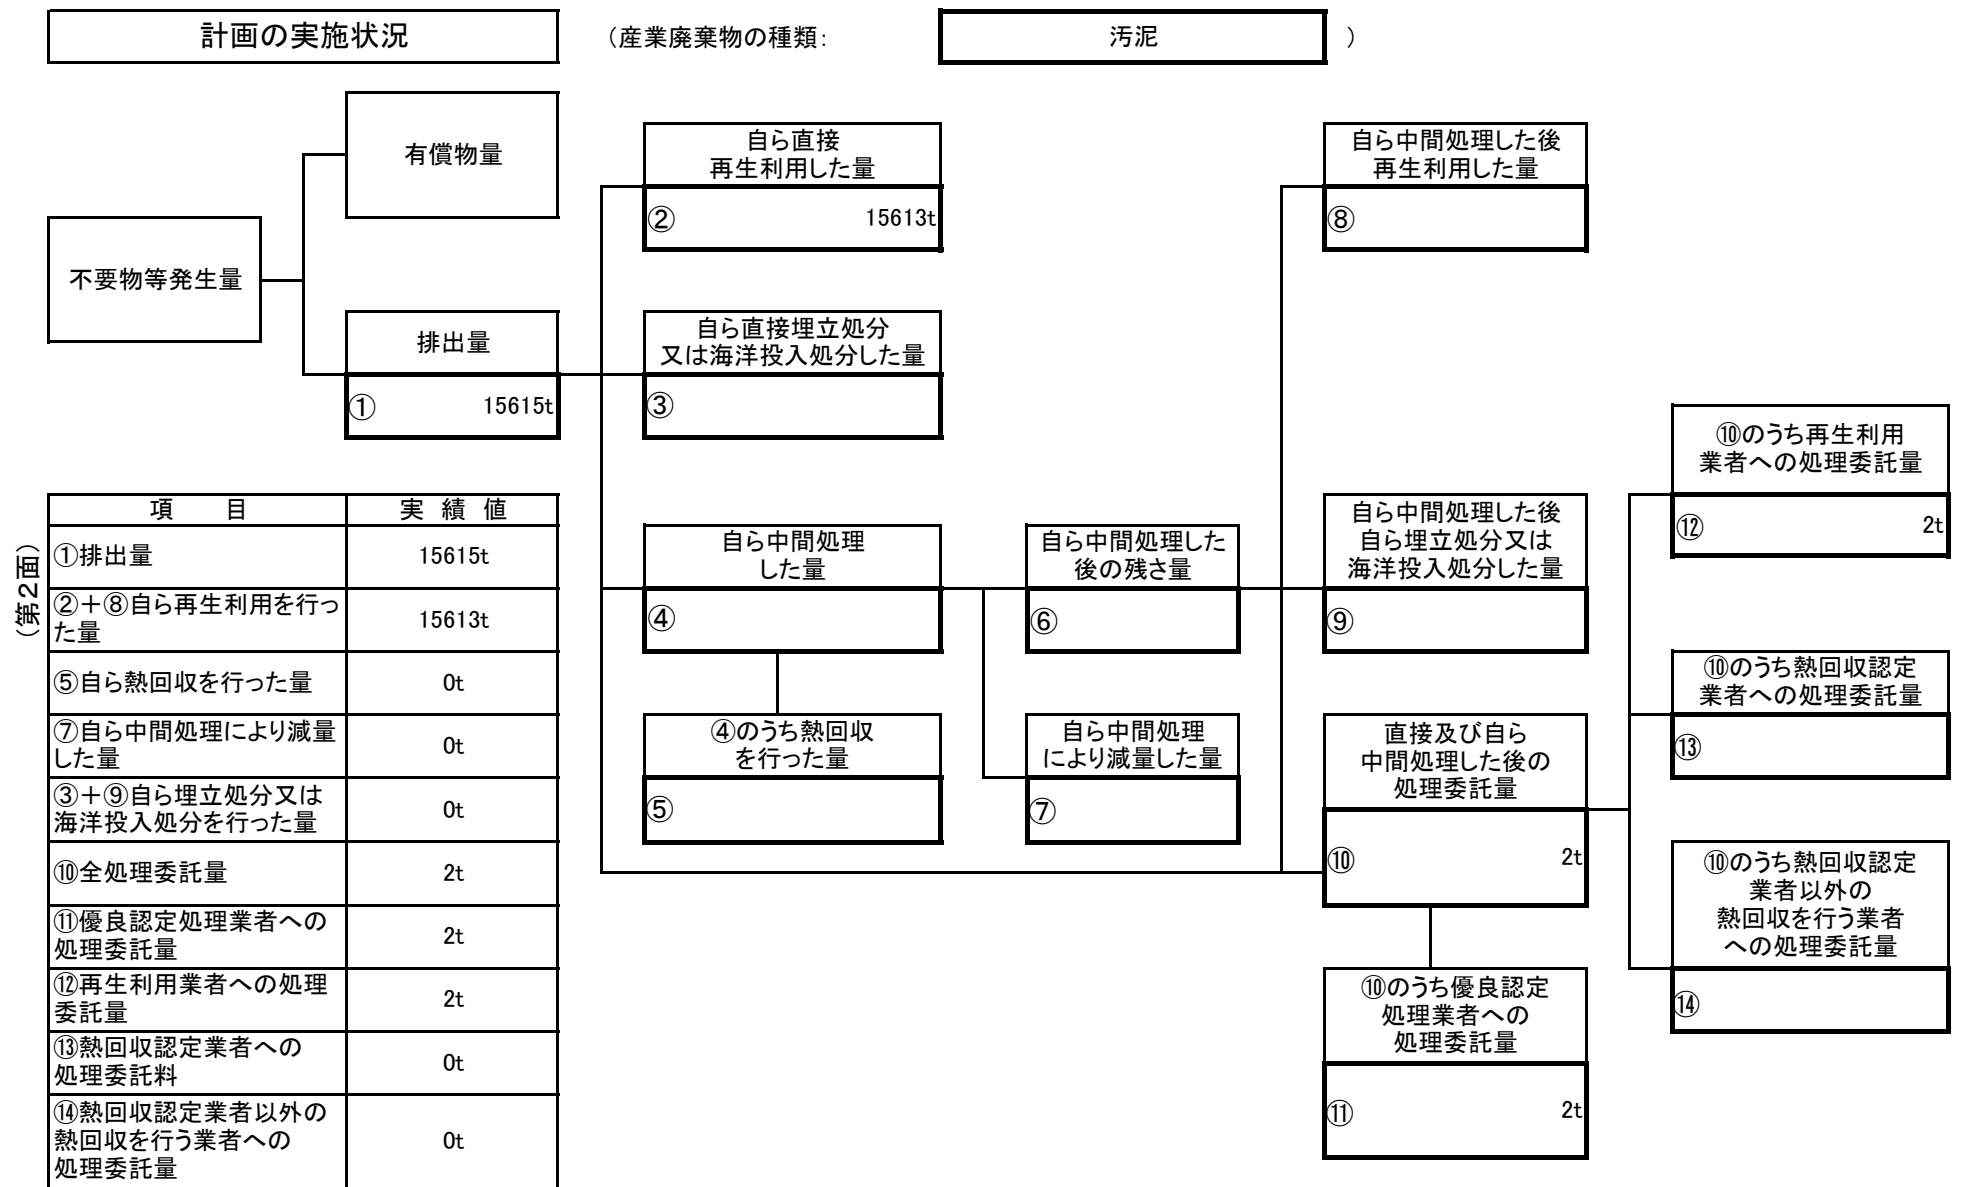 計画の実施状況
（産業廃棄物の種類：
汚泥
）
有償物量
不要物等発生量
排出量
① 15615t
自ら直接
再生利用した量
② 15613t
自ら直接埋立処分
又は海洋投入処分した量
③
自ら中間処理
した量
④
④のうち熱回収
を行った量
⑤
自ら中間処理した
後の残さ量
⑥
自ら中間処理
により減量した量
⑦
自ら中間処理した後
再生利用した量
⑧
自ら中間処理した後
自ら埋立処分又は
海洋投入処分した量
⑨
直接及び自ら
中間処理した後の
処理委託量
⑩ 2t
⑩のうち優良認定
処理業者への
処理委託量
⑪ 2t
⑩のうち再生利用
業者への処理委託量
⑫ 2t
⑩のうち熱回収認定
業者への処理委託量
⑬
⑩のうち熱回収認定
業者以外の
熱回収を行う業者
への処理委託量
⑭
（第２面）
項　目 実 績 値
①排出量 15615t
②＋⑧自ら再生利用を行っ
た量 15613t
⑤自ら熱回収を行った量 0t
⑦自ら中間処理により減量
した量 0t
③＋⑨自ら埋立処分又は
海洋投入処分を行った量 0t
⑩全処理委託量 2t
⑪優良認定処理業者への
処理委託量 2t
⑫再生利用業者への処理
委託量 2t
⑬熱回収認定業者への
処理委託料 0t
⑭熱回収認定業者以外の
熱回収を行う業者への
処理委託量 0t